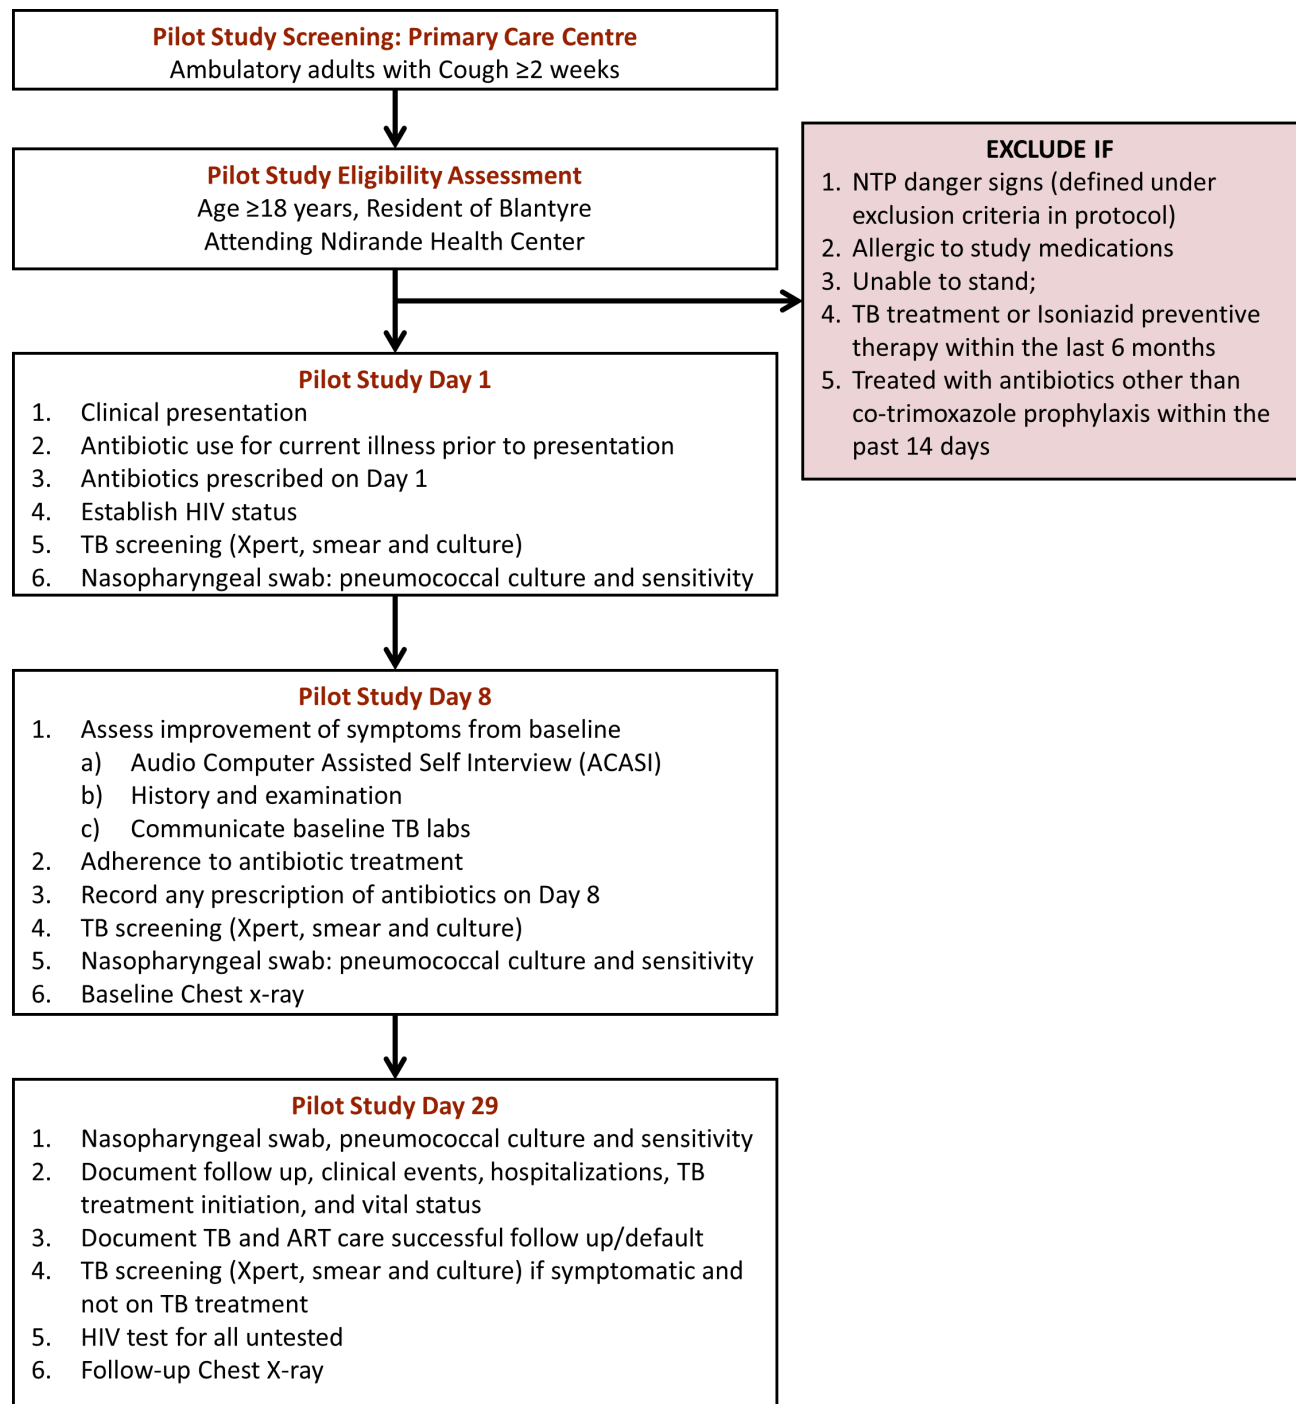 Pilot Study Screening: Primary Care Centre
Ambulatory adults with Cough ≥2 weeks
Pilot Study Eligibility Assessment
Age ≥18 years, Resident of Blantyre
Attending Ndirande Health Center
EXCLUDE IF
1. NTP danger signs (defined under
exclusion criteria in protocol)
2. Allergic to study medications
3. Unable to stand;
4. TB treatment or Isoniazid preventive
therapy within the last 6 months
5. Treated with antibiotics other than
co-trimoxazole prophylaxis within the
past 14 days
Pilot Study Day 1
1. Clinical presentation
2. Antibiotic use for current illness prior to presentation
3. Antibiotics prescribed on Day 1
4. Establish HIV status
5. TB screening (Xpert, smear and culture)
6. Nasopharyngeal swab: pneumococcal culture and sensitivity
Pilot Study Day 8
1. Assess improvement of symptoms from baseline
a) Audio Computer Assisted Self Interview (ACASI)
b) History and examination
c) Communicate baseline TB labs
2. Adherence to antibiotic treatment
3. Record any prescription of antibiotics on Day 8
4. TB screening (Xpert, smear and culture)
5. Nasopharyngeal swab: pneumococcal culture and sensitivity
6. Baseline Chest x-ray
Pilot Study Day 29
1. Nasopharyngeal swab, pneumococcal culture and sensitivity
2. Document follow up, clinical events, hospitalizations, TB
treatment initiation, and vital status
3. Document TB and ART care successful follow up/default
4. TB screening (Xpert, smear and culture) if symptomatic and
not on TB treatment
5. HIV test for all untested
6. Follow-up Chest X-ray